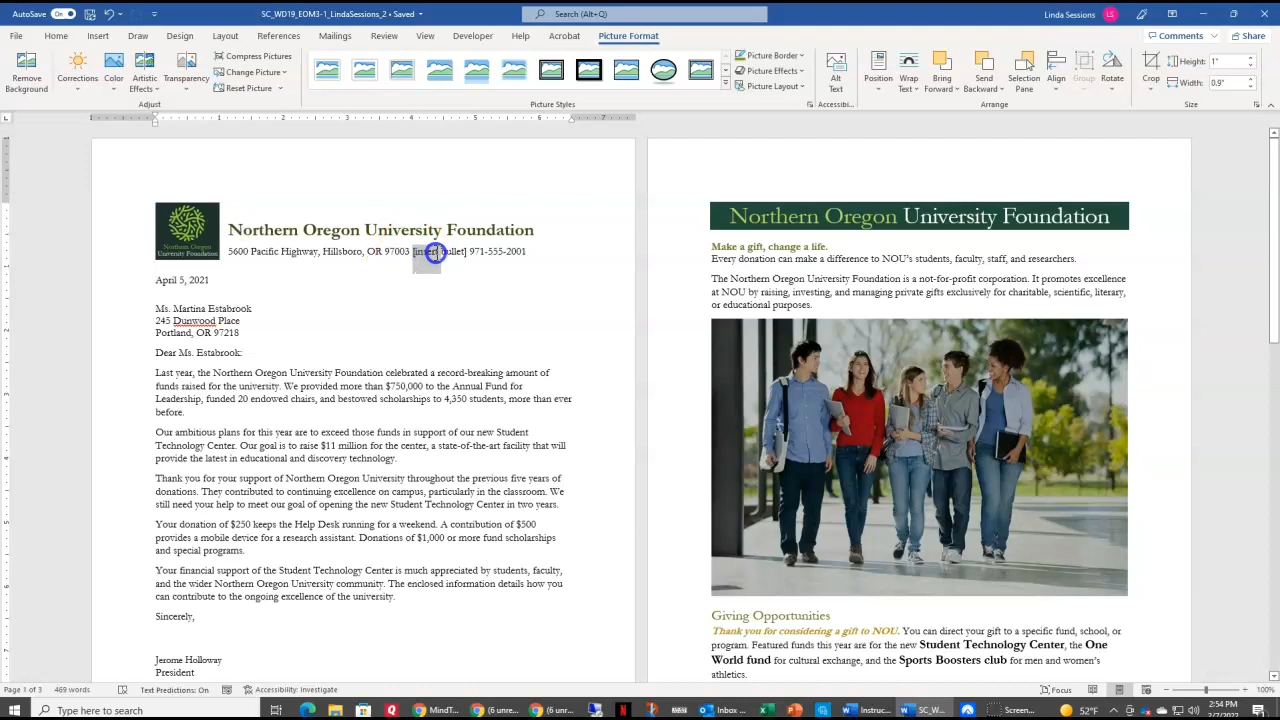 AutoSave On SC_WD19_EOM3-1_LindaSessions_2 • Saved Search (Alt+Q) Linda Sessions LS
File Home Insert Draw Design Layout References Mailings Review View Developer Help Acrobat Picture Format Comments Share
Remove Background
Corrections
Color
Artistic Effects
Transparency
Compress Pictures
Change Picture
Reset Picture
Picture Border
Picture Effects
Picture Layout
Alt Text
Position
Wrap Text
Bring Forward
Send Backward
Selection Pane
Align
Group
Rotate
Crop
Height: 1"
Width: 0.9"
Adjust Picture Styles Accessibili... Arrange Size
Northern Oregon
University Foundation
Northern Oregon University Foundation
5600 Pacific Highway, Hillsboro, OR 97003 [insert bullet] 971-555-2001
April 5, 2021
Ms. Martina Estabrook
245 Dunwood Place
Portland, OR 97218
Dear Ms. Estabrook:
Last year, the Northern Oregon University Foundation celebrated a record-breaking amount of
funds raised for the university. We provided more than $750,000 to the Annual Fund for
Leadership, funded 20 endowed chairs, and bestowed scholarships to 4,350 students, more than ever
before.
Our ambitious plans for this year are to exceed those funds in support of our new Student
Technology Center. Our goal is to raise $11 million for the center, a state-of-the-art facility that will
provide the latest in educational and discovery technology.
Thank you for your support of Northern Oregon University throughout the previous five years of
donations. They contributed to continuing excellence on campus, particularly in the classroom. We
still need your help to meet our goal of opening the new Student Technology Center in two years.
Your donation of $250 keeps the Help Desk running for a weekend. A contribution of $500
provides a mobile device for a research assistant. Donations of $1,000 or more fund scholarships
and special programs.
Your financial support of the Student Technology Center is much appreciated by students, faculty,
and the wider Northern Oregon University community. The enclosed information details how you
can contribute to the ongoing excellence of the university.
Sincerely,
Jerome Holloway
President
Northern Oregon University Foundation
Make a gift, change a life.
Every donation can make a difference to NOU's students, faculty, staff, and researchers.
The Northern Oregon University Foundation is a not-for-profit corporation. It promotes excellence
at NOU by raising, investing, and managing private gifts exclusively for charitable, scientific, literary,
or educational purposes.
Giving Opportunities
Thank you for considering a gift to NOU. You can direct your gift to a specific fund, school, or
program. Featured funds this year are for the new Student Technology Center, the One
World fund for cultural exchange, and the Sports Boosters club for men and women's
athletics.
Page 1 of 3 469 words Text Predictions: On Accessibility: Investigate Focus 100%
Type here to search MindT... (6 unre... (6 unr... Inbox ... Instruc... SC_W... Screen... 52°F 2:54 PM